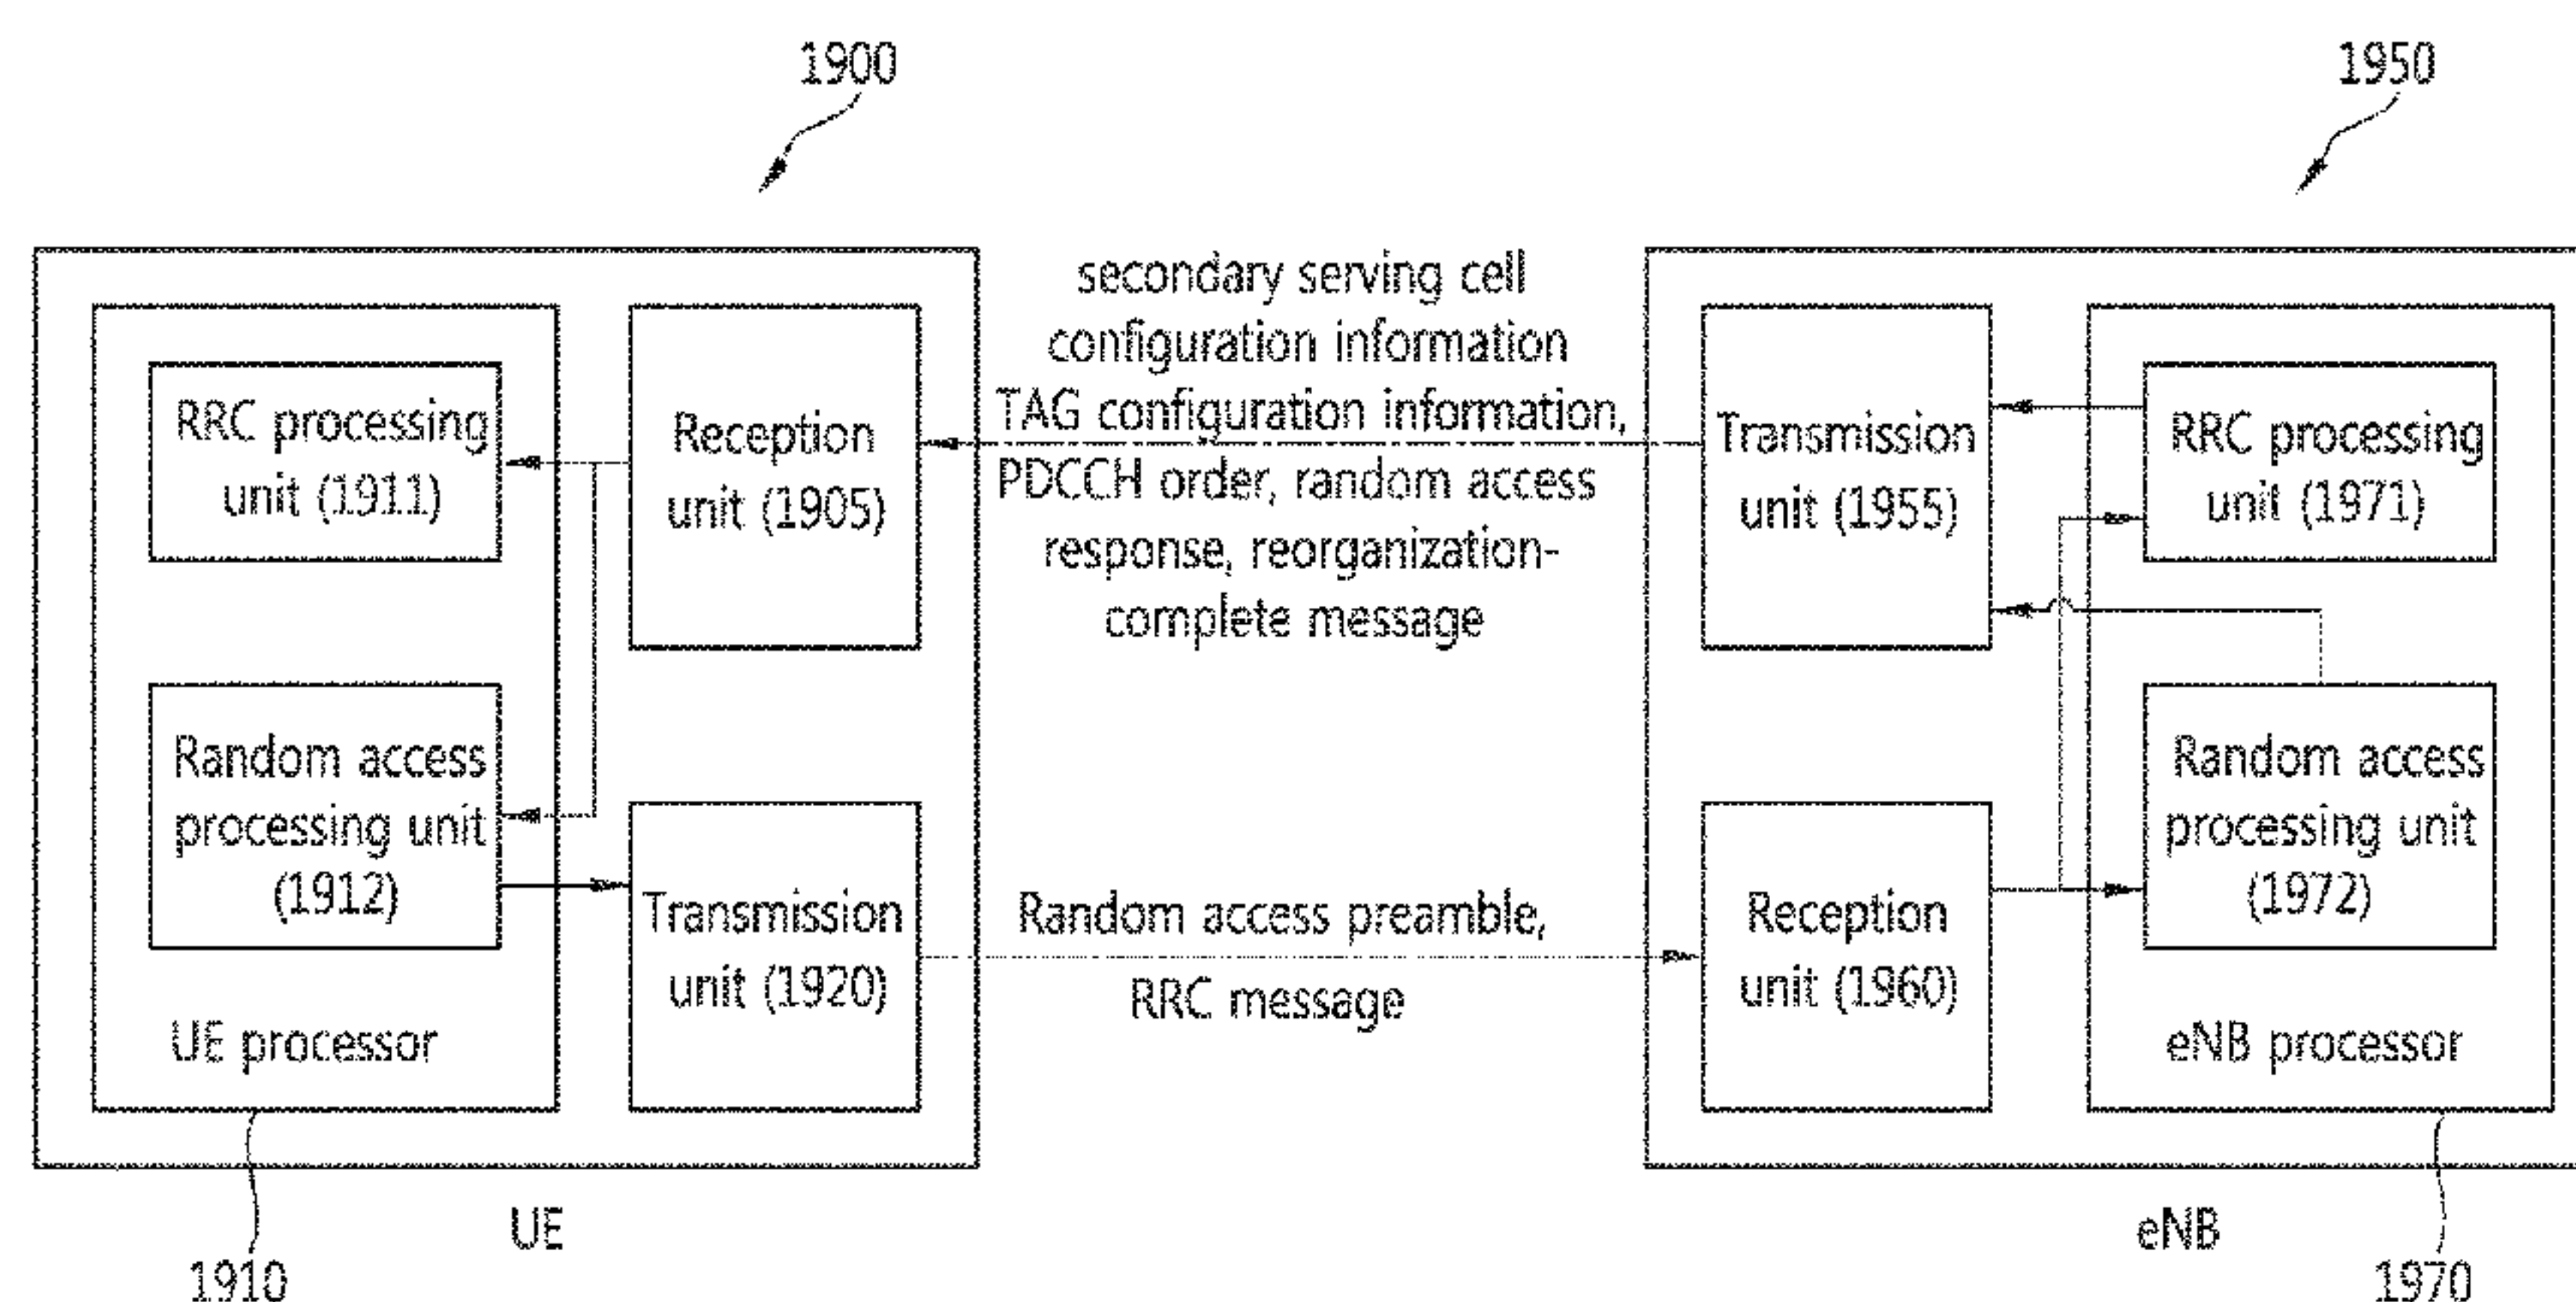 1900
1950
RRC processing
unit (1911)
Reception
unit (1905)
Random access
processing unit
(1912)
Transmission
unit (1920)
UE processor
1910
UE
secondary serving cell
configuration information
TAG configuration information,
PDCCH order, random access
response, reorganization-
complete message
Random access preamble,
RRC message
Transmission
unit (1955)
RRC processing
unit (1971)
Reception
unit (1960)
Random access
processing unit
(1972)
eNB processor
eNB
1970